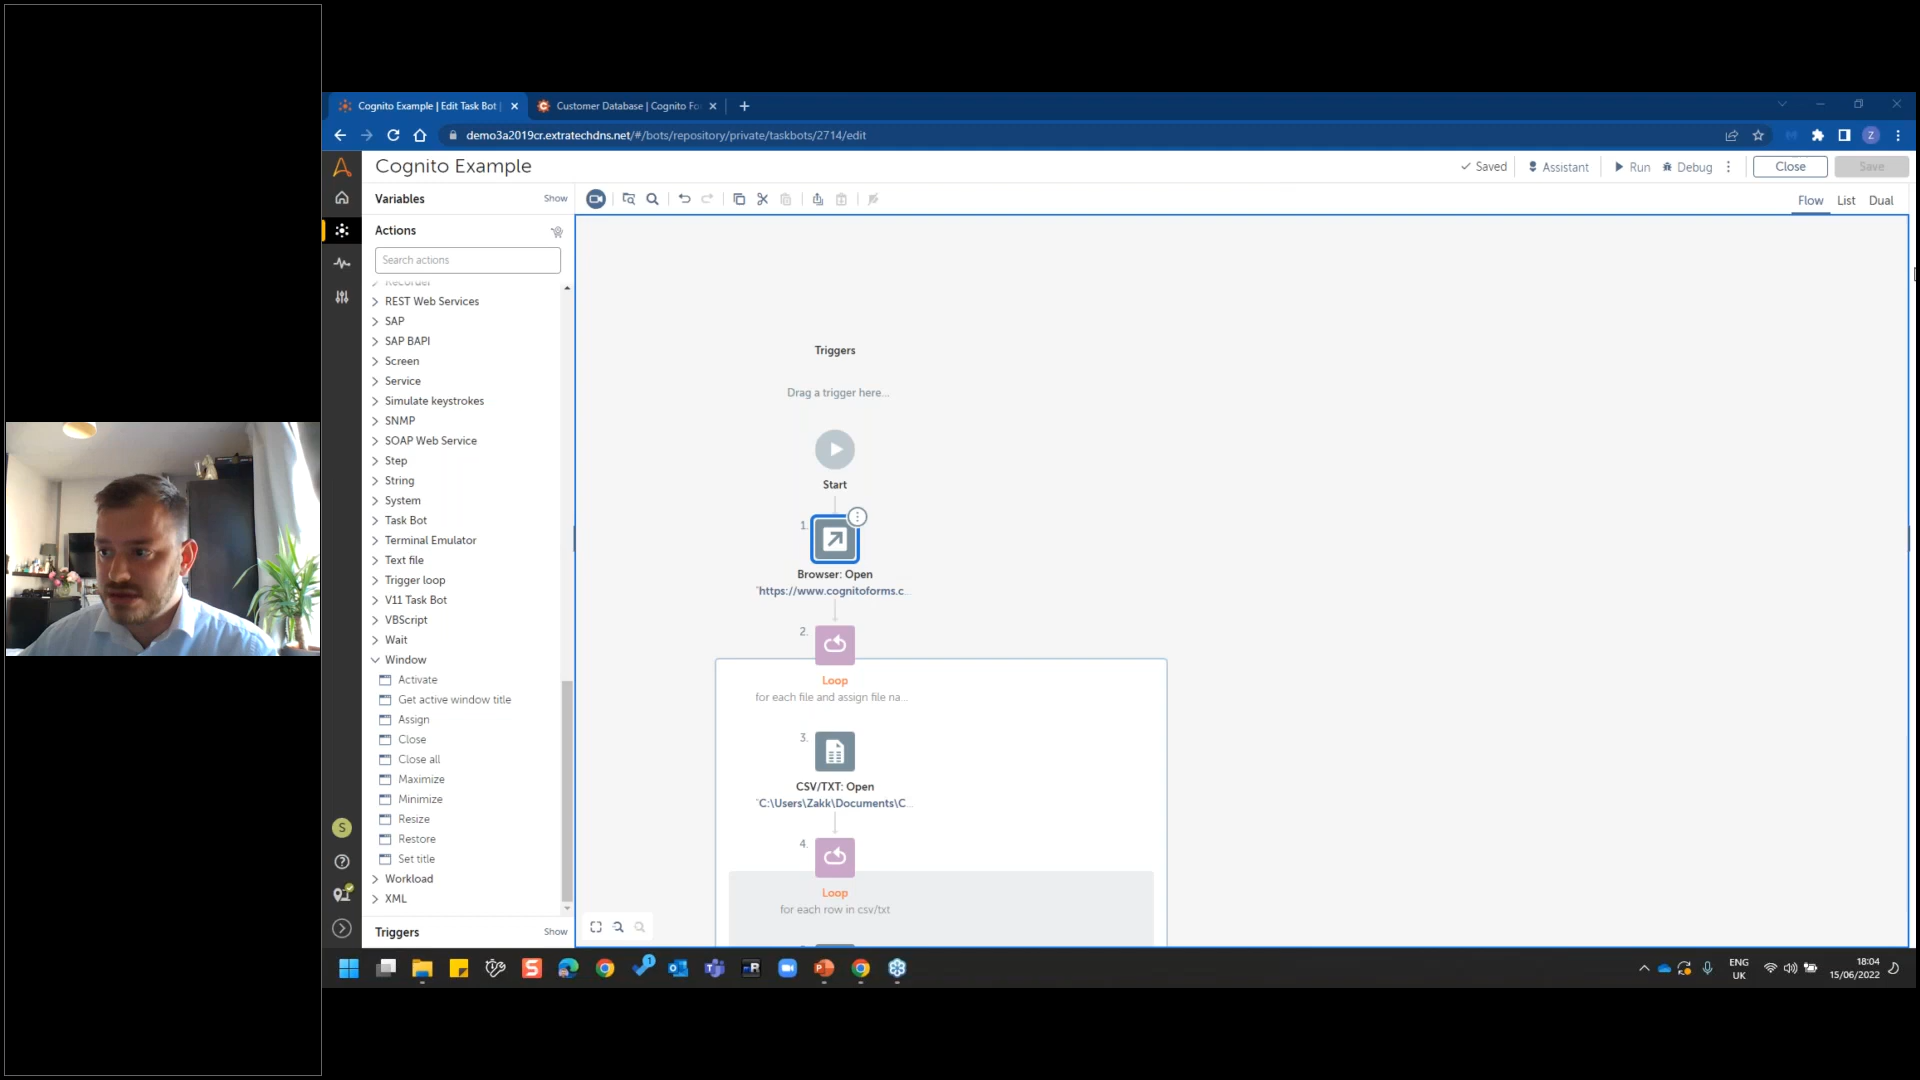 Cognito Example | Edit Task Bot |
Customer Database | Cognito Fo
demo3a2019cr.extratechdns.net/#/bots/repository/private/taskbots/2714/edit
Z
Cognito Example
Saved
Assistant
Run
Debug
Close
Save
Variables
Show
Flow
List
Dual
Actions
Search actions
Recorder
REST Web Services
SAP
SAP BAPI
Screen
Service
Simulate keystrokes
SNMP
SOAP Web Service
Step
String
System
Task Bot
Terminal Emulator
Text file
Trigger loop
V11 Task Bot
VBScript
Wait
Window
Activate
Get active window title
Assign
Close
Close all
Maximize
Minimize
Resize
Restore
Set title
Workload
XML
Triggers
Show
S
Triggers
Drag a trigger here...
Start
1.
Browser: Open
"https://www.cognitoforms.c...
2.
Loop
for each file and assign file na...
3.
CSV/TXT: Open
"C:\Users\Zakk\Documents\C...
4.
Loop
for each row in csv/txt
ENG
UK
18:04
15/06/2022